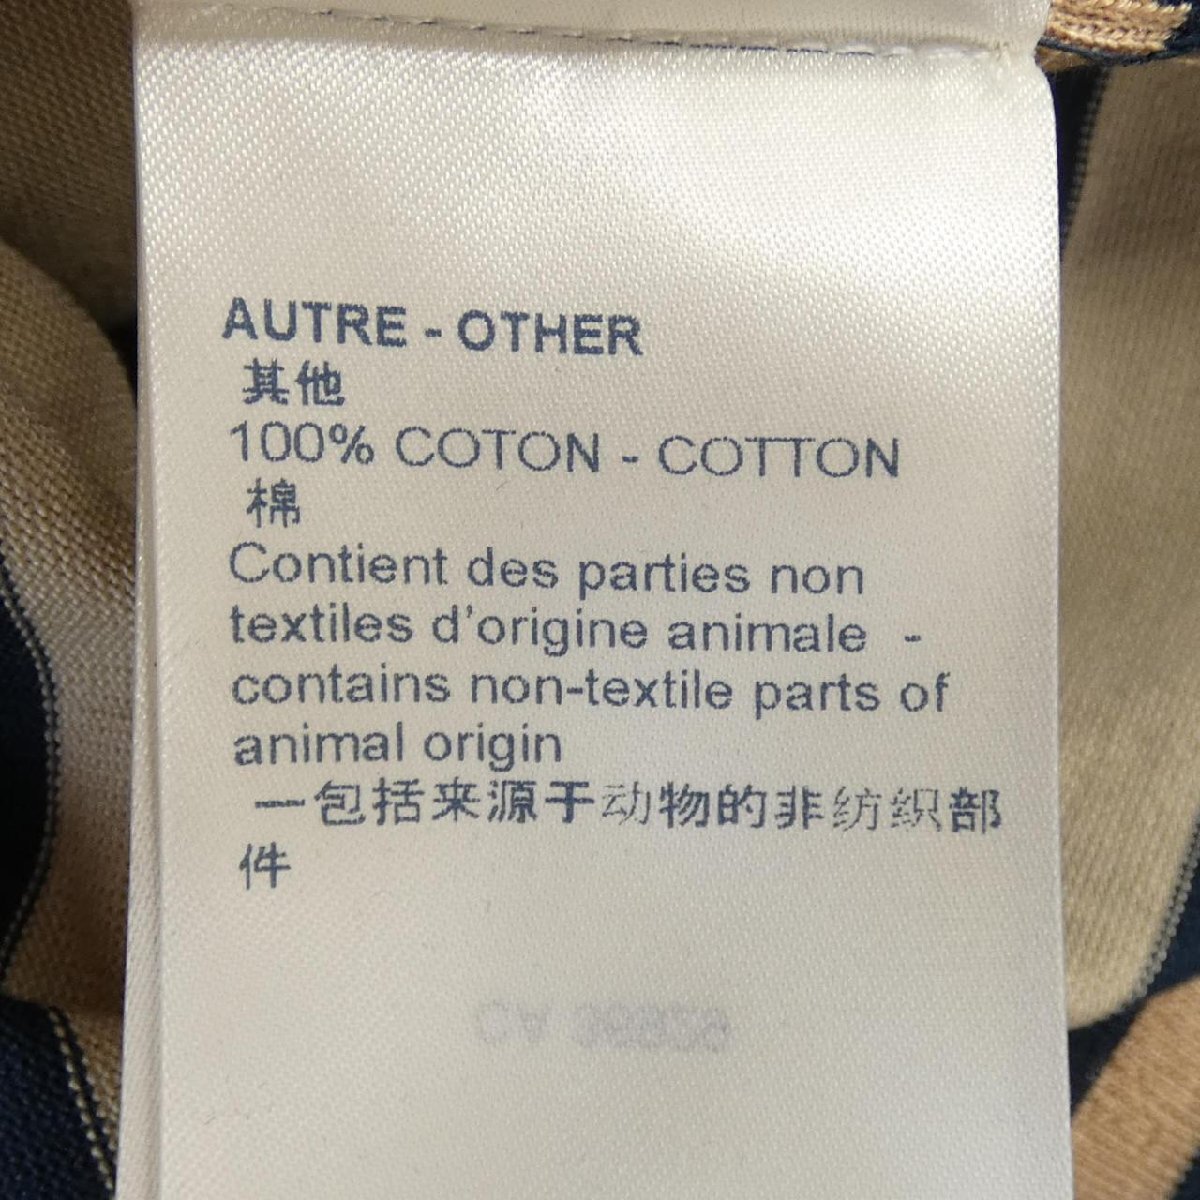 AUTRE - OTHER
其他
100% COTON - COTTON
棉
Contient des parties non
textiles d'origine animale -
contains non-textile parts of
animal origin
一包括来源于动物的非纺织部
件